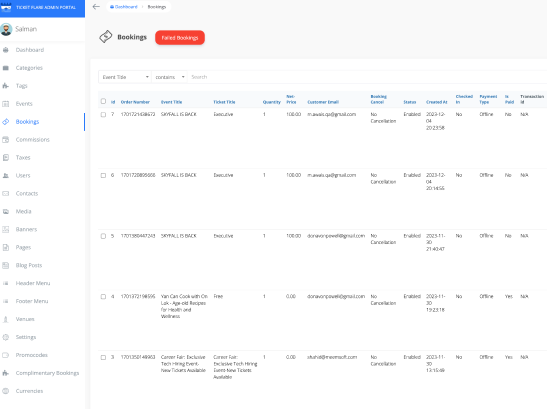 TICKET FLARE ADMIN PORTAL
Dashboard / Bookings
Salman
Bookings
Failed Bookings
Dashboard
Categories
Tags
Events
Bookings
Commissions
Taxes
Users
Contacts
Media
Banners
Pages
Blog Posts
Header Menu
Footer Menu
Venues
Settings
Promocodes
Complimentary Bookings
Currencies
Event Title contains Search
Id Order Number Event Title Ticket Title Quantity Net Price Customer Email Booking Cancel Status Created At Checked In Payment Type Is Paid Transaction Id
7 1701721438672 SKYFALL IS BACK Executive 1 100.00 m.awais.qa@gmail.com No Cancellation Enabled 2023-12-04 20:23:58 No Offline No N/A
6 SKYFALL IS BACK Executive 1 100.00 m.awais.qa@gmail.com No Cancellation Enabled 2023-12-04 20:14:55 No Offline No N/A
5 1701380447243 SKYFALL IS BACK Executive 1 100.00 donavonpowell@gmail.com No Cancellation Enabled 2023-11-30 21:40:47 No Offline No N/A
4 1701372198595 Yan Can Cook with On Luk - Age-old Recipes for Health and Wellness Free 1 0.00 donavonpowell@gmail.com No Cancellation Enabled 2023-11-30 19:23:18 No Offline Yes N/A
3 1701350149963 Career Fair: Exclusive Tech Hiring Event- New Tickets Available Career Fair: Exclusive Tech Hiring Event-New Tickets Available 1 0.00 No Cancellation Enabled 2023-11-30 13:15:49 No Offline Yes N/A